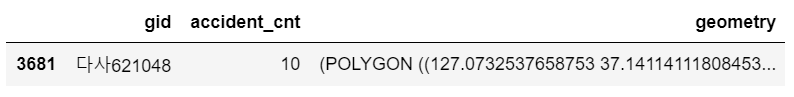 gid accident_cnt geometry
3681 다사621048 10 (POLYGON ((127.0732537658753 37.14114111808453...